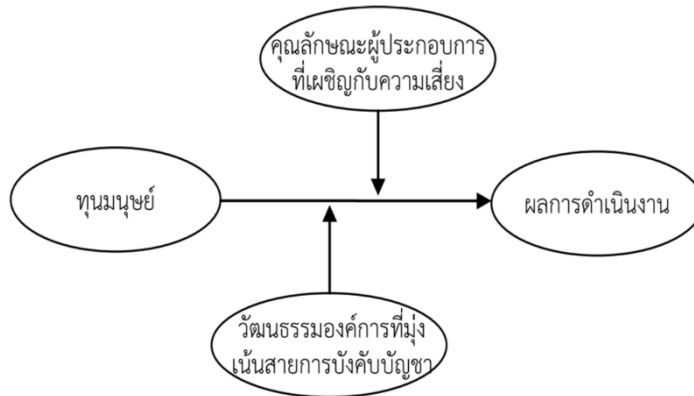 คุณลักษณะผู้ประกอบการ
ที่เผชิญกับความเสี่ยง
ทุนมนุษย์
ผลการดำเนินงาน
วัฒนธรรมองค์การที่มุ่ง
เน้นสายการบังคับบัญชา